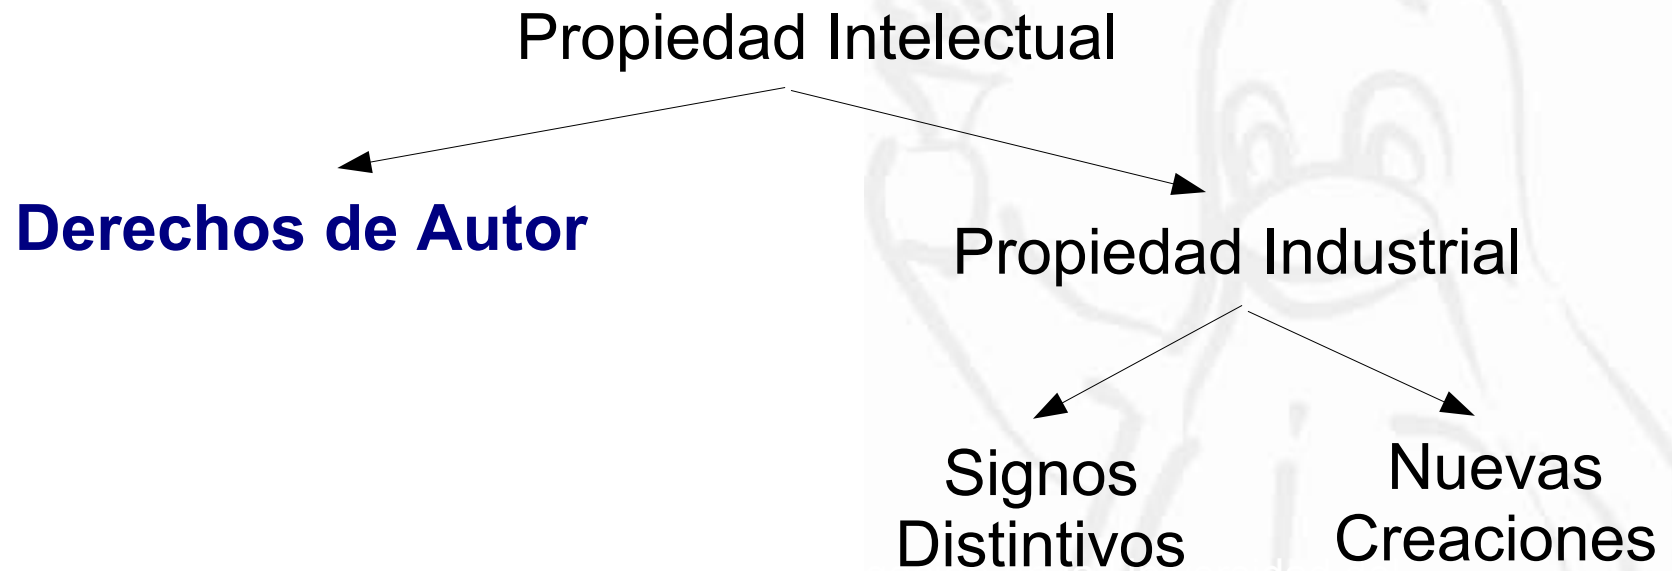 Propiedad Intelectual
Derechos de Autor
Propiedad Industrial
Signos
Distintivos
Nuevas
Creaciones